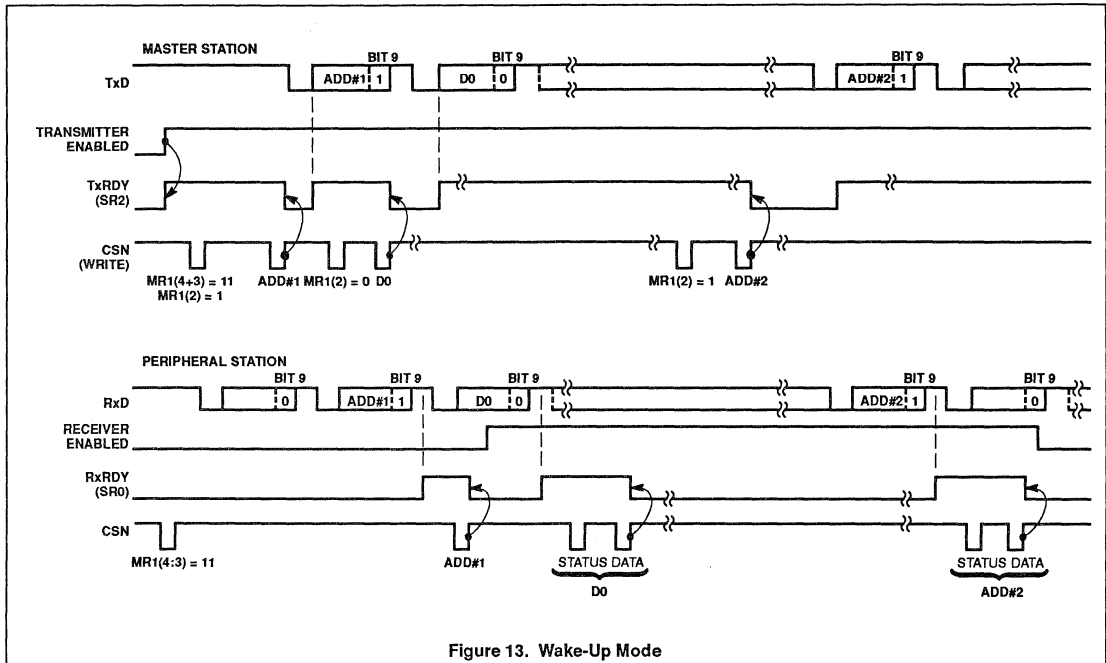 MASTER STATION
BIT 9 BIT 9 BIT 9
TxD ADD#1 1 D0 0 ADD#2 1
TRANSMITTER
ENABLED
TxRDY
(SR2)
CSN
(WRITE)
MR1(4+3) = 11 ADD#1 MR1(2) = 0 D0 MR1(2) = 1 ADD#2
MR1(2) = 1
PERIPHERAL STATION
BIT 9 BIT 9 BIT 9 BIT 9 BIT 9
RxD 0 ADD#1 1 D0 0 ADD#2 1 0
RECEIVER
ENABLED
RxRDY
(SR0)
CSN
MR1(4:3) = 11 ADD#1 STATUS DATA STATUS DATA
D0 ADD#2
Figure 13. Wake-Up Mode